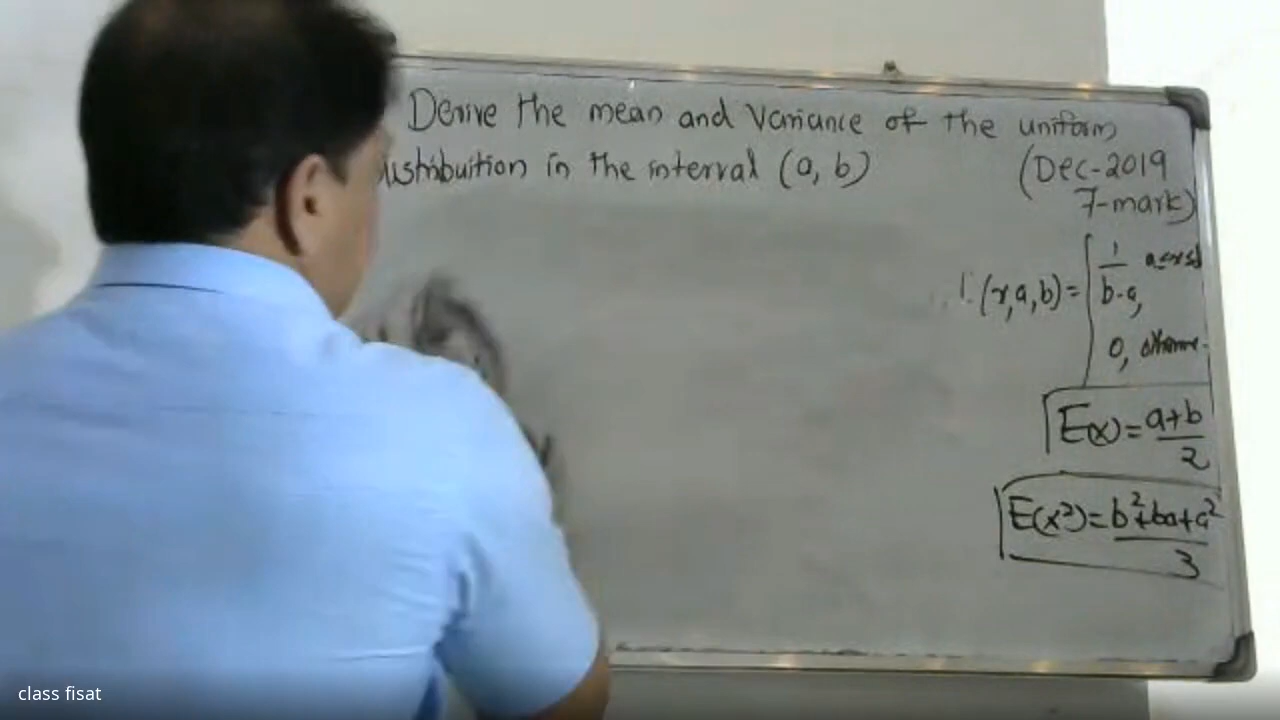 Derive the mean and Variance of the uniform
distribuition in the interval (a, b) (Dec-2019
7-mark)
(x,a,b)= 1/b-a,
0,
E(x)=a+b/2
E(x²)=b²+ba+a²/3
class fisat